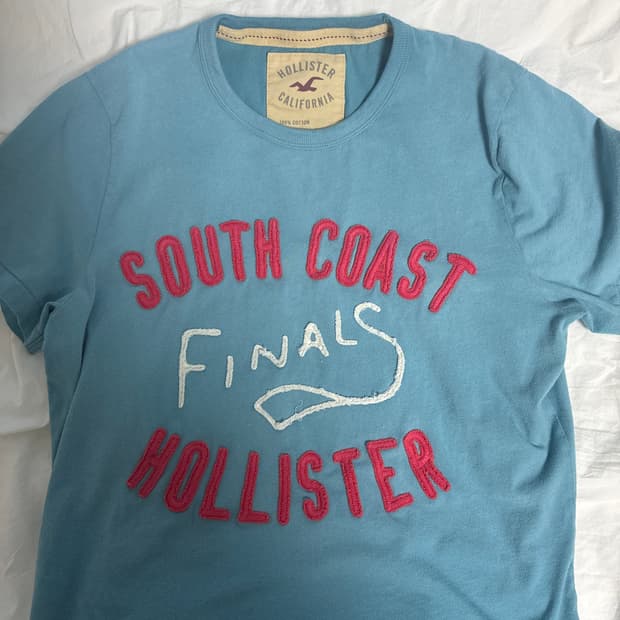 HOLLISTER
CALIFORNIA
100% COTTON
SOUTH COAST
FINALS
HOLLISTER